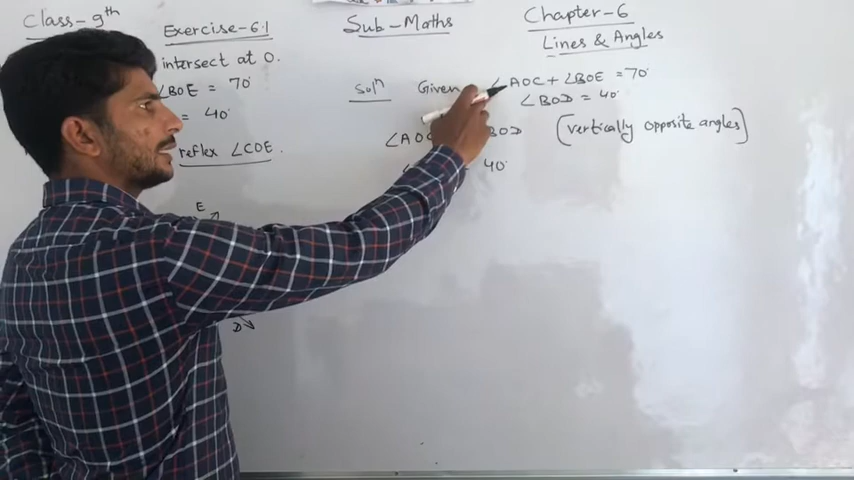 Class-9th
Exercise-6.1
Sub-Maths
Chapter-6
Lines & Angles
intersect at O.
∠BOE = 70°
= 40°
reflex ∠COE.
E
D
Solⁿ Given ∠AOC + ∠BOE = 70°
∠BOD = 40°
∠AOC BOD (vertically opposite angles)
40°